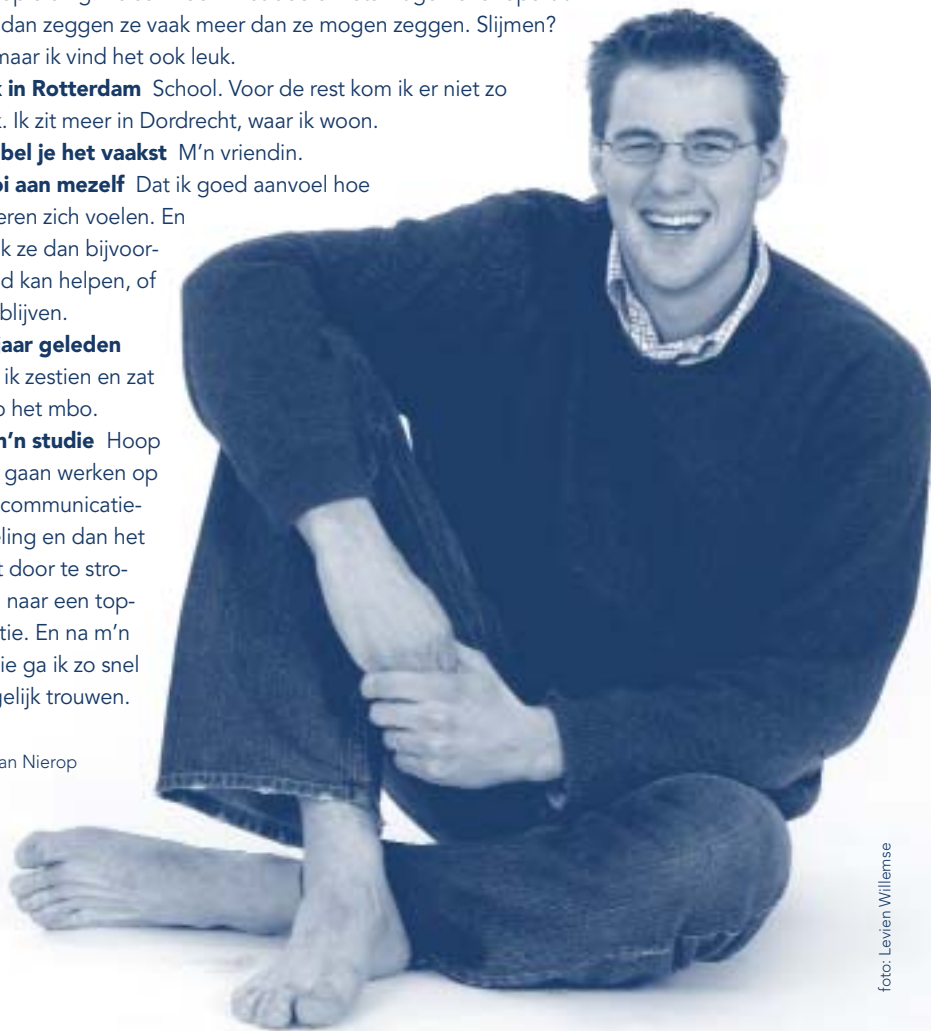 dan zeggen ze vaak meer dan ze mogen zeggen. Slijmen?
maar ik vind het ook leuk.
in Rotterdam School. Voor de rest kom ik er niet zo
. Ik zit meer in Dordrecht, waar ik woon.
bel je het vaakst M'n vriendin.
aan mezelf Dat ik goed aanvoel hoe
eren zich voelen. En
k ze dan bijvoor-
d kan helpen, of
blijven.
jaar geleden
ik zestien en zat
het mbo.
m'n studie Hoop
gaan werken op
communicatie-
ling en dan het
door te stro-
naar een top-
tie. En na m'n
ie ga ik zo snel
gelijk trouwen.
an Nierop
foto: Levien Willemse